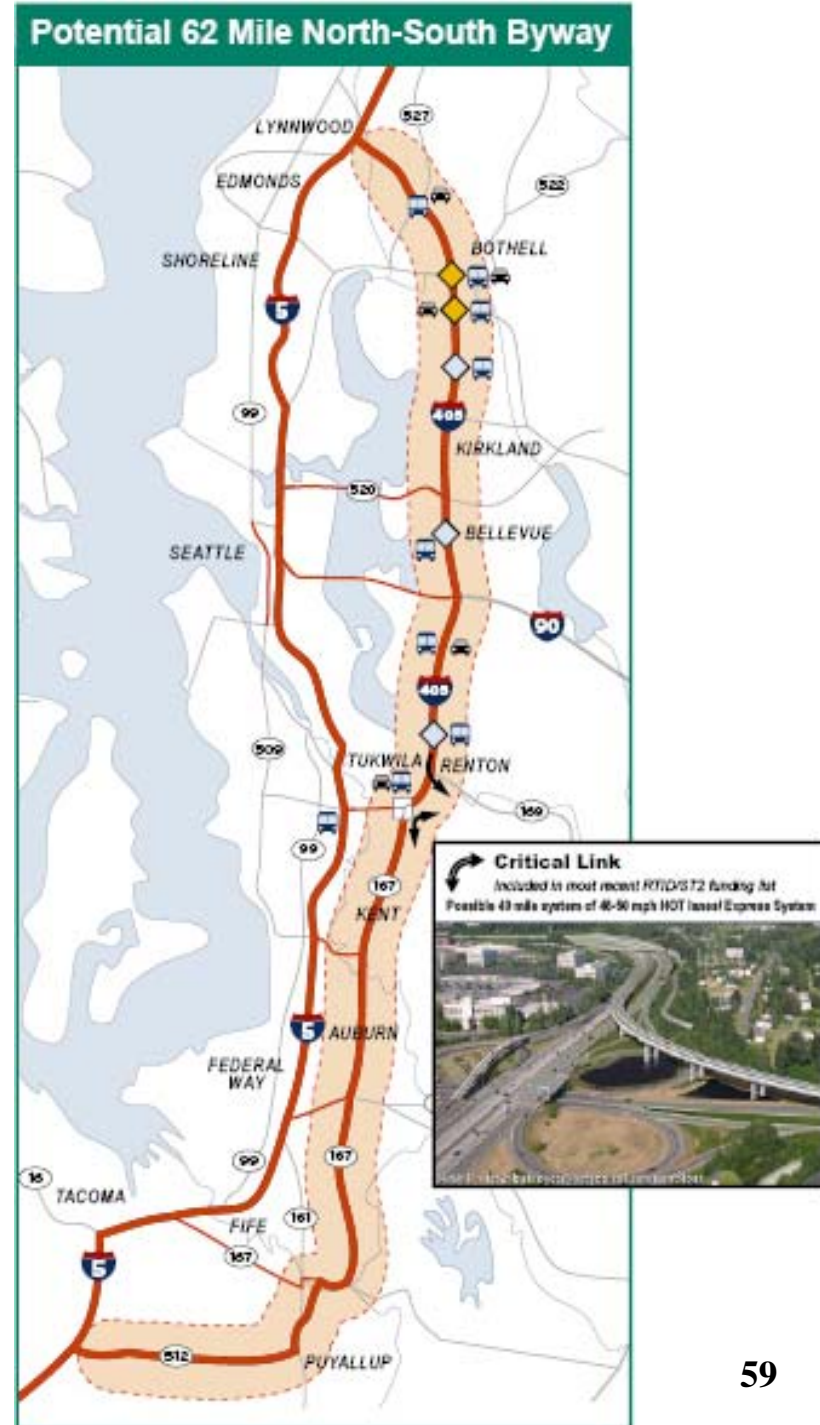 Potential 62 Mile North-South Byway
LYNNWOOD
527
EDMONDS
522
SHORELINE
BOTHELL
5
99
405
KIRKLAND
520
SEATTLE
BELLEVUE
90
405
509
TUKWILA
RENTON
169
99
167
KENT
Critical Link
Included in most recent RTID/ST2 funding list
5
AUBURN
FEDERAL
WAY
99
167
16
TACOMA
FIFE
161
167
5
512
PUYALLUP
59